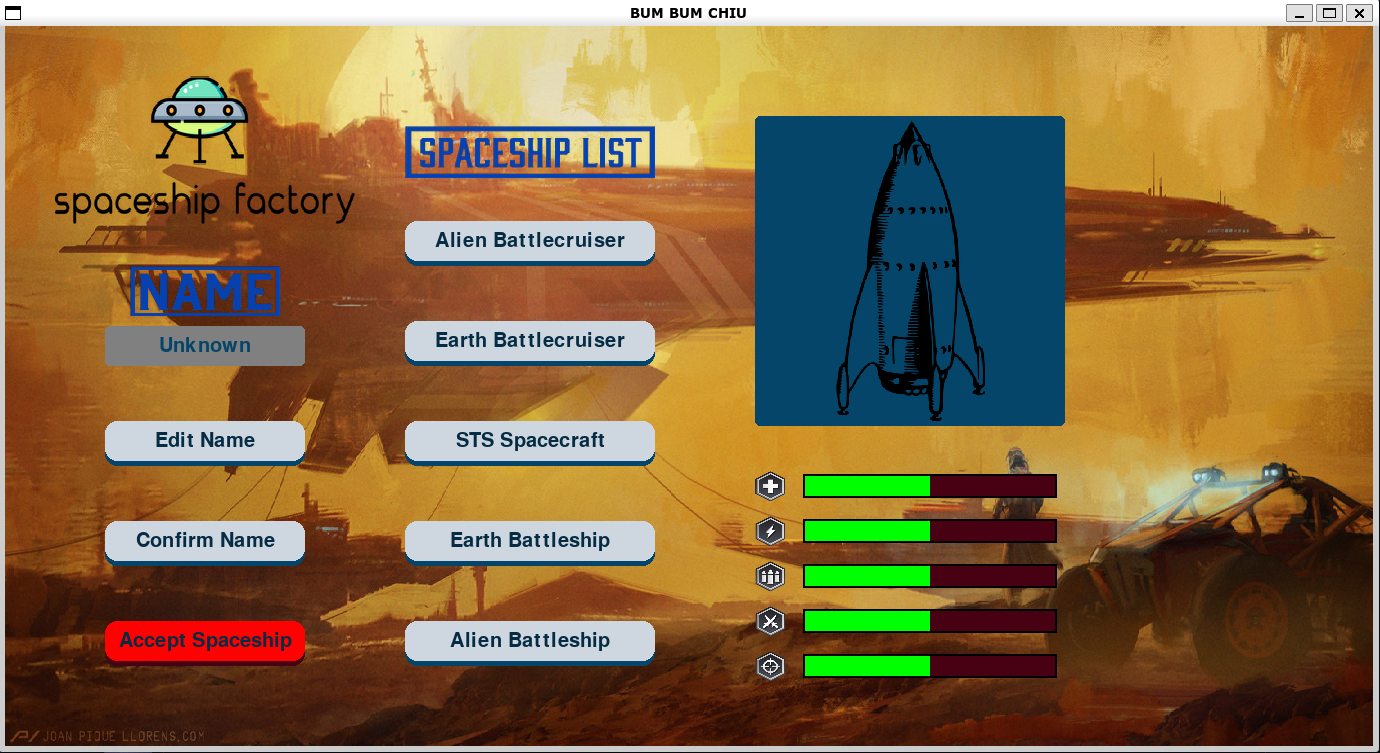 BUM BUM CHIU
spaceship factory
NAME
Unknown
Edit Name
Confirm Name
Accept Spaceship
SPACESHIP LIST
Alien Battlecruiser
Earth Battlecruiser
STS Spacecraft
Earth Battleship
Alien Battleship
JOAN PIQUE LLORENS.COM